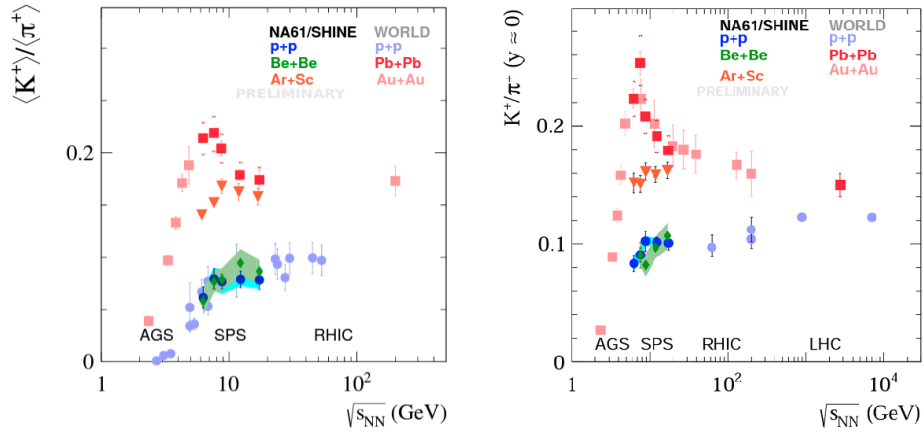 ⟨K⁺⟩/⟨π⁺⟩
NA61/SHINE WORLD
p+p p+p
Be+Be Pb+Pb
Ar+Sc Au+Au
PRELIMINARY
0.2
0
AGS SPS RHIC
1 10 10²
√sNN (GeV)
K⁺/π⁺ (y ≈ 0)
NA61/SHINE WORLD
p+p p+p
Be+Be Pb+Pb
Ar+Sc Au+Au
PRELIMINARY
0.2
0.1
0
AGS SPS RHIC LHC
1 10² 10⁴
√sNN (GeV)